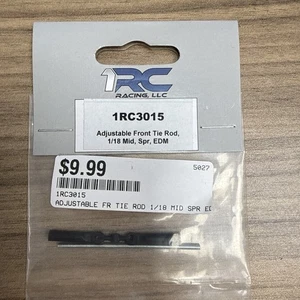 1RC
RACING, LLC
1RC3015
Adjustable Front Tie Rod,
1/18 Mid, Spr, EDM
$9.99
S027
1RC3015
ADJUSTABLE FR TIE ROD 1/18 MID SPR ED